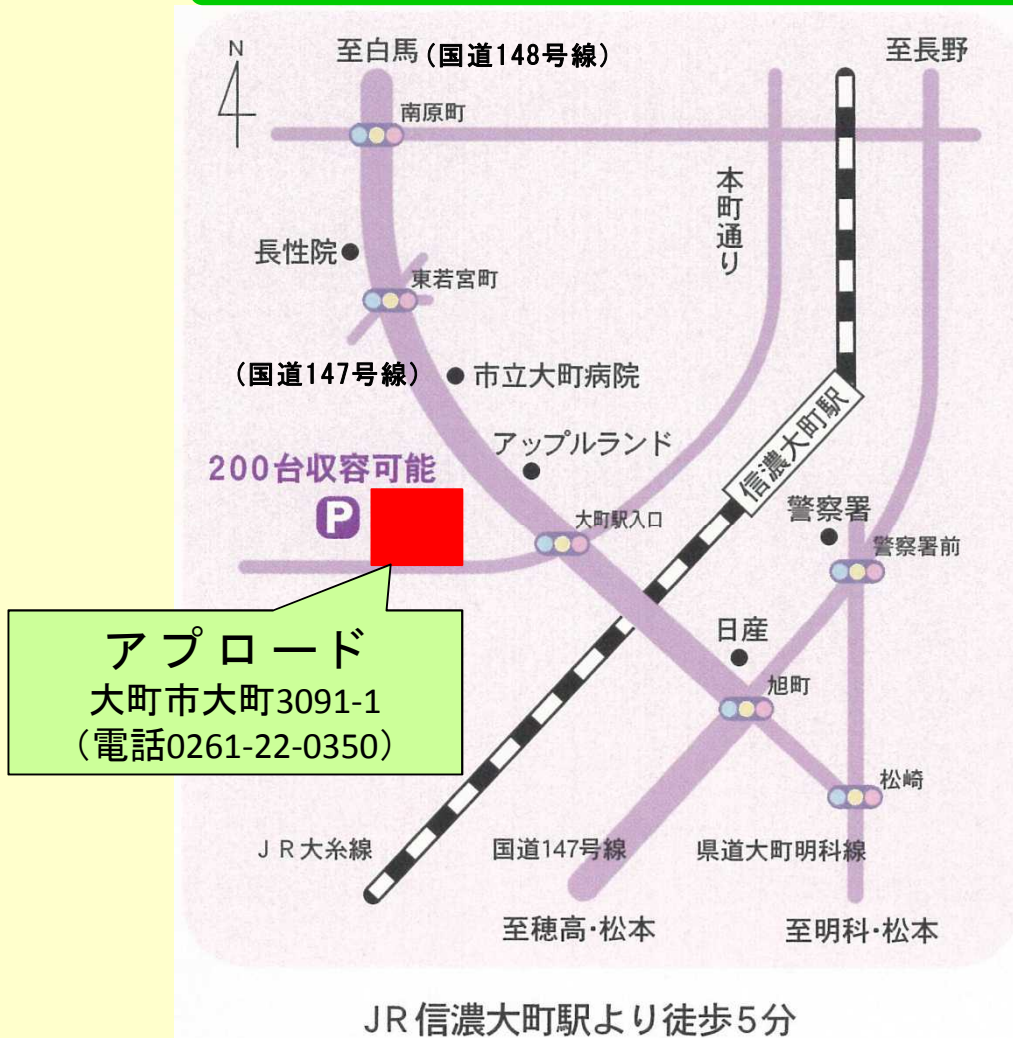 N
至白馬
(国道148号線)
至長野
南原町
本町通り
長性院
東若宮町
(国道147号線)
市立大町病院
アップルランド
信濃大町駅
200台収容可能
P
大町駅入口
警察署
警察署前
アプロード
大町市大町3091-1
(電話0261-22-0350)
日産
旭町
松崎
JR大糸線
国道147号線
県道大町明科線
至穂高・松本
至明科・松本
JR信濃大町駅より徒歩5分